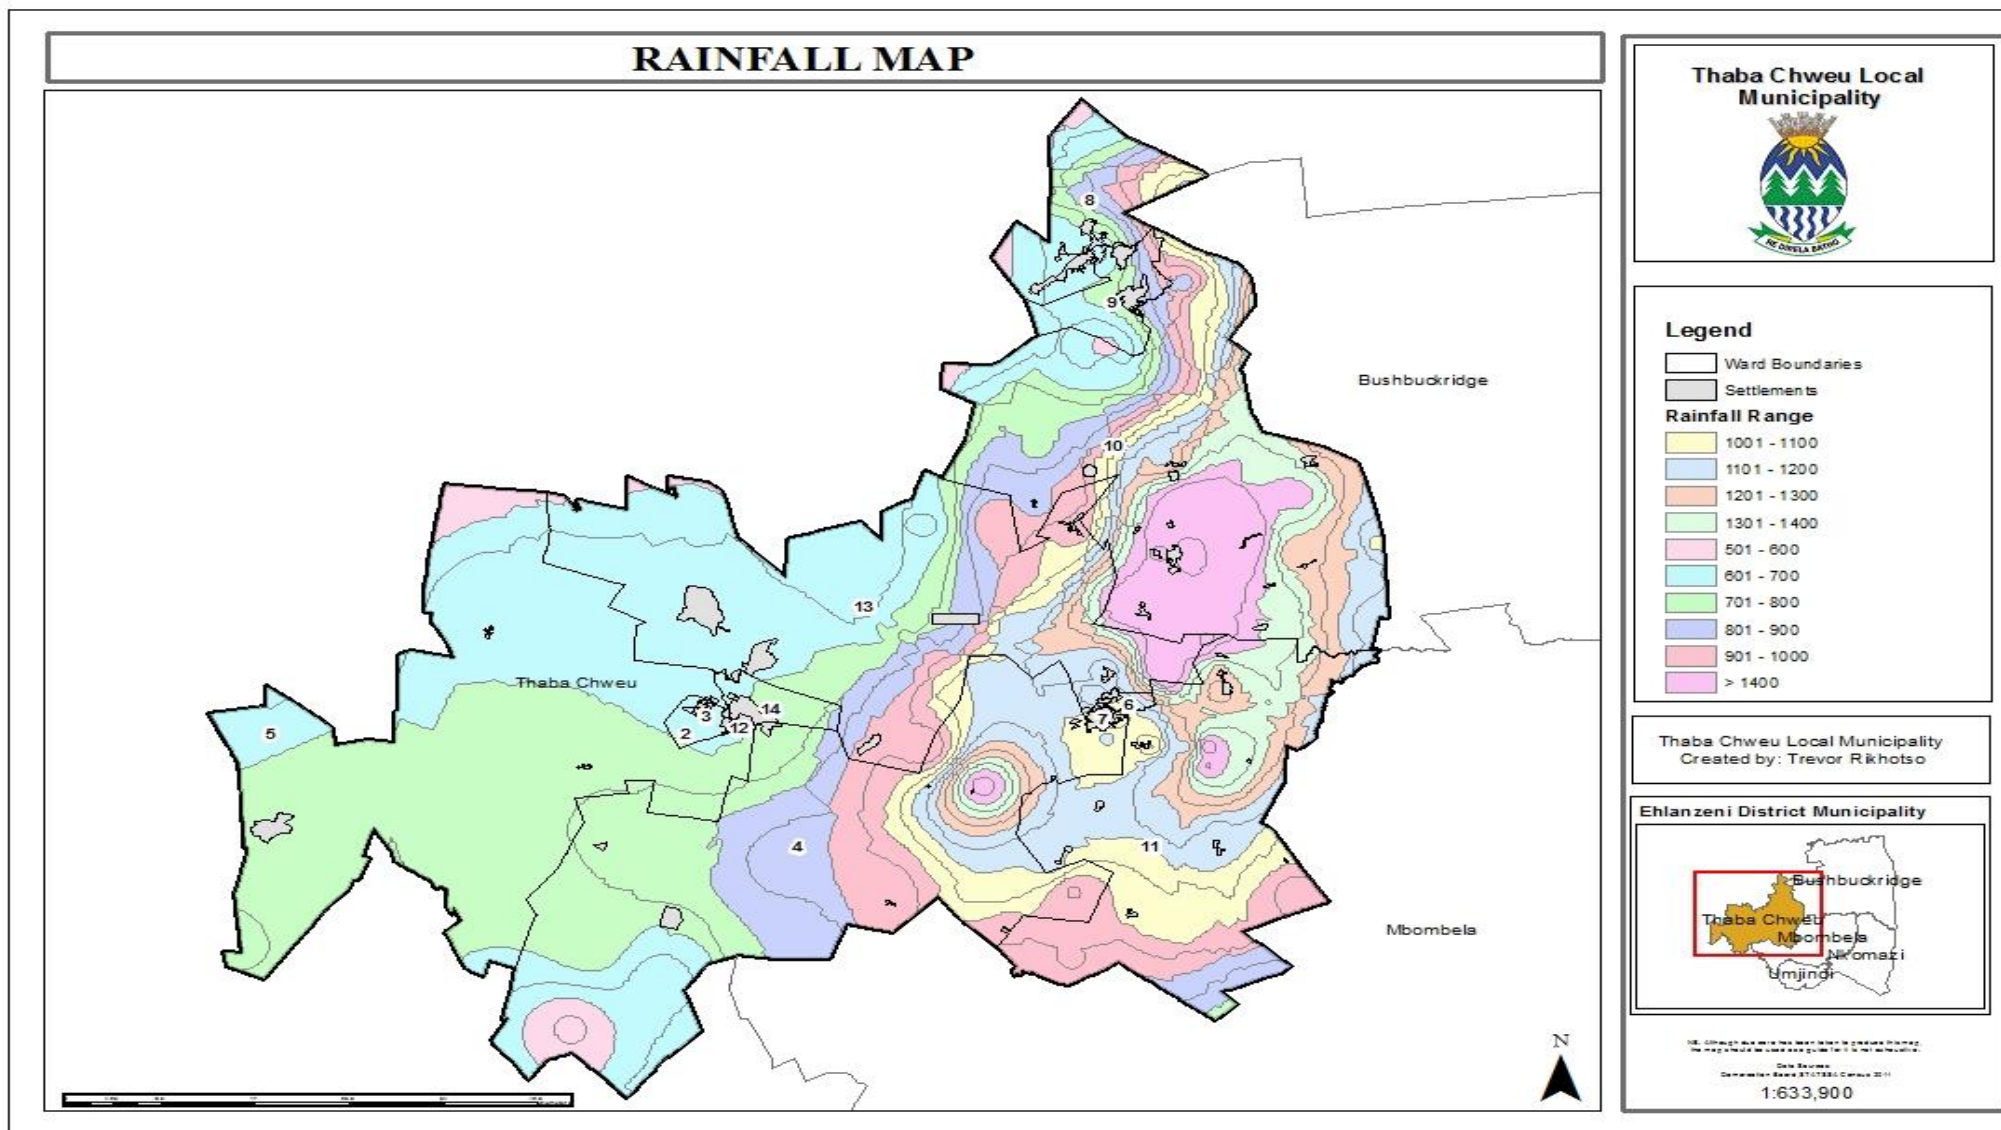 RAINFALL MAP
8
9
Bushbuckridge
10
13
Thaba Chweu
5
3
14
2
12
6
7
4
11
Mbombela
N
Thaba Chweu Local
Municipality
RE DIRELA BATHO
Legend
Ward Boundaries
Settlements
Rainfall Range
1001 - 1100
1101 - 1200
1201 - 1300
1301 - 1400
501 - 600
601 - 700
701 - 800
801 - 900
901 - 1000
> 1400
Thaba Chweu Local Municipality
Created by: Trevor Rikhotso
Ehlanzeni District Municipality
Bushbuckridge
Thaba Chweu
Mbombela
Nkomazi
Umjindi
1:633,900